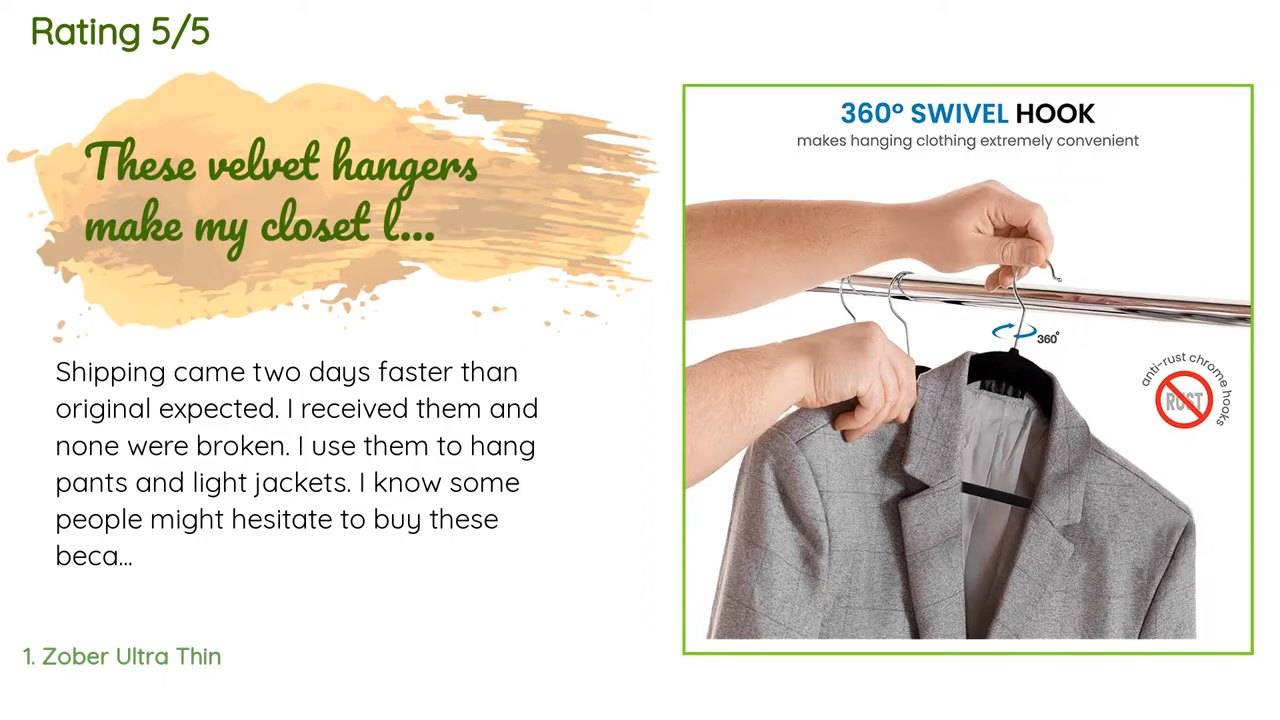 Rating 5/5
These velvet hangers
make my closet l...
Shipping came two days faster than
original expected. I received them and
none were broken. I use them to hang
pants and light jackets. I know some
people might hesitate to buy these
beca...
1. Zober Ultra Thin
360° SWIVEL HOOK
makes hanging clothing extremely convenient
360°
anti-rust chrome hooks
RUST